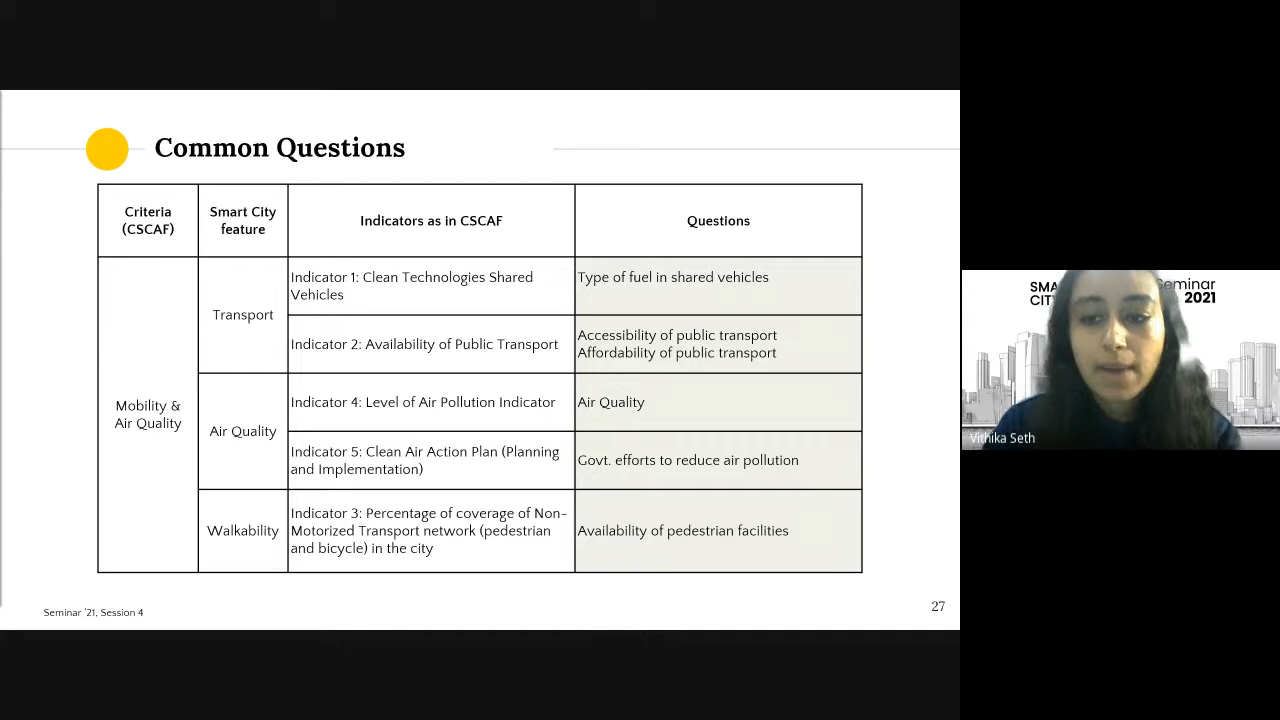 Common Questions
Criteria
(CSCAF)
Smart City
feature
Indicators as in CSCAF
Questions
Mobility &
Air Quality
Transport
Indicator 1: Clean Technologies Shared
Vehicles
Type of fuel in shared vehicles
Indicator 2: Availability of Public Transport
Accessibility of public transport
Affordability of public transport
Air Quality
Indicator 4: Level of Air Pollution Indicator
Air Quality
Indicator 5: Clean Air Action Plan (Planning
and Implementation)
Govt. efforts to reduce air pollution
Walkability
Indicator 3: Percentage of coverage of Non-
Motorized Transport network (pedestrian
and bicycle) in the city
Availability of pedestrian facilities
Seminar '21, Session 4
27
2021
Vithika Seth